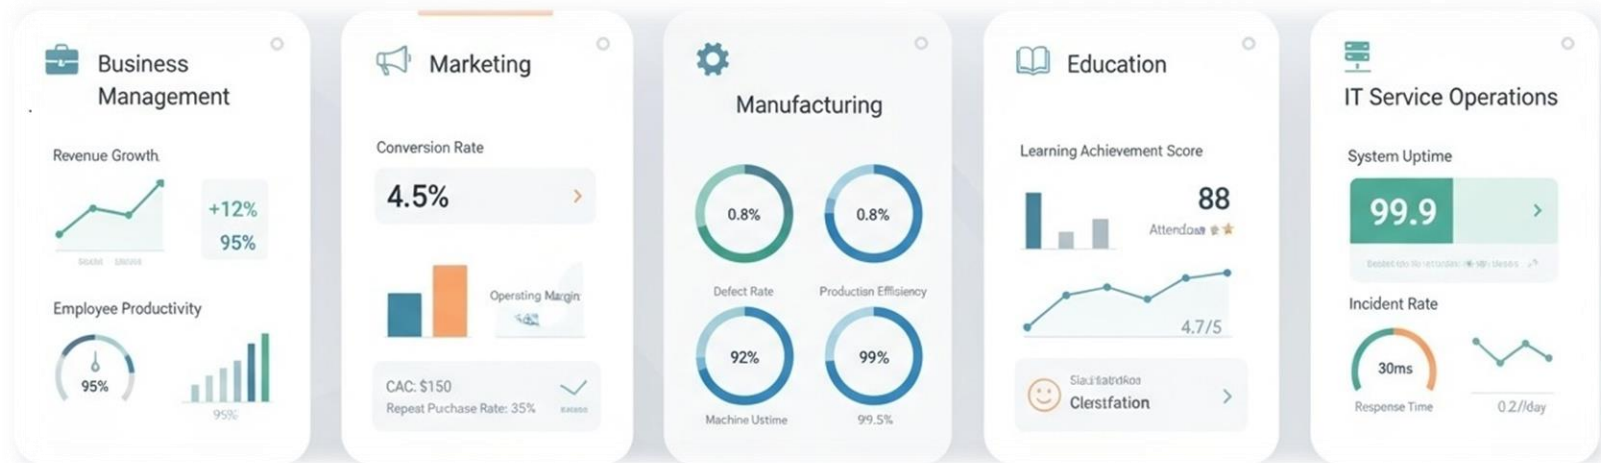 Business
Management
Revenue Growth
+12%
95%
Employee Productivity
95%
95%
Marketing
Conversion Rate
4.5%
Operating Margin
CAC: $150
Repeat Purchase Rate: 35%
Manufacturing
0.8%
0.8%
Defect Rate
Production Effisiency
92%
99%
Machine Ustime
99.5%
Education
Learning Achievement Score
88
4.7/5
Clerstfation
IT Service Operations
System Uptime
99.9
Incident Rate
30ms
Response Time
0.2//day